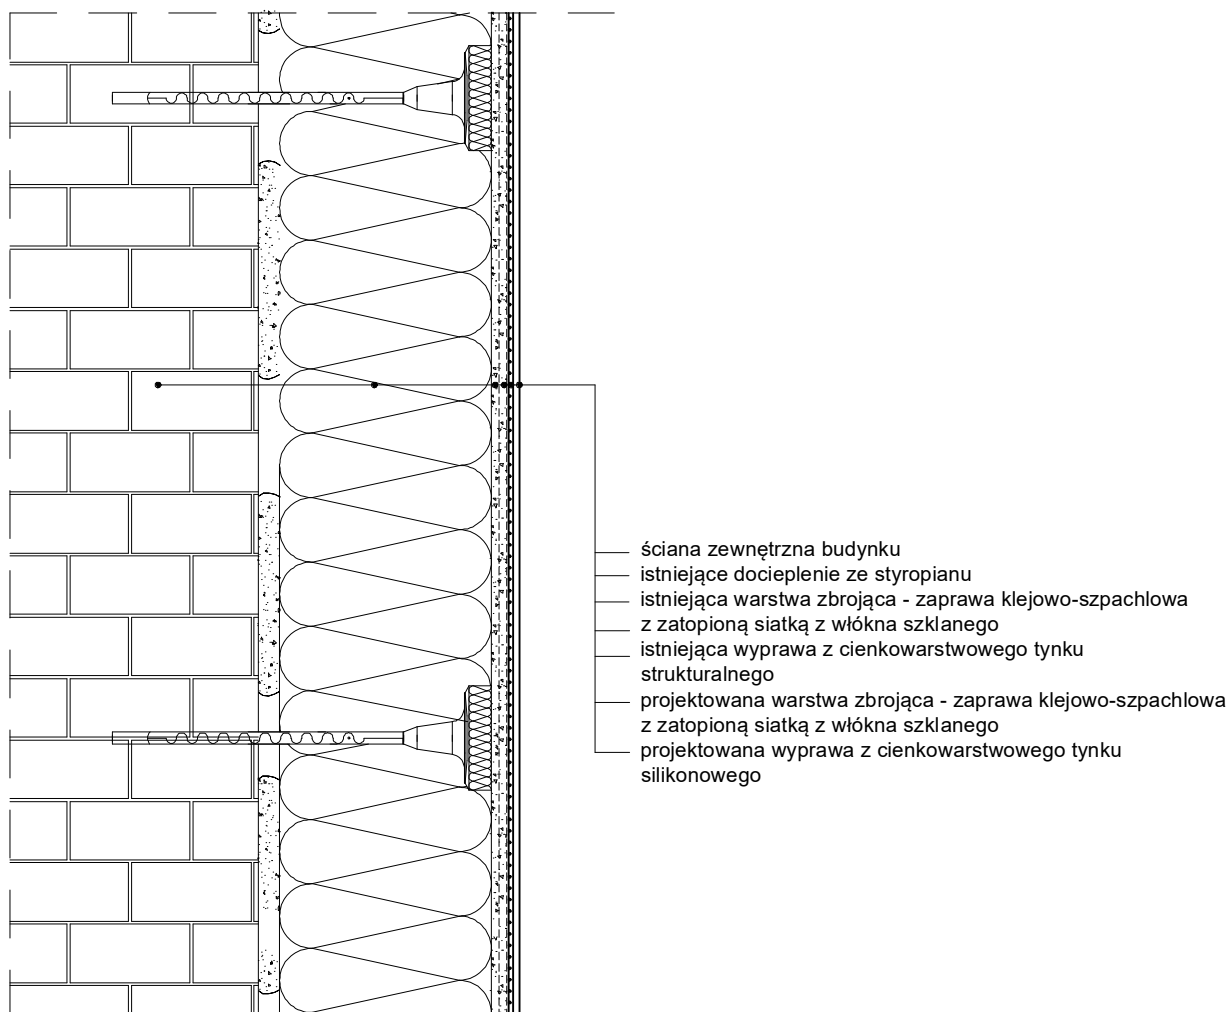 ściana zewnętrzna budynku
istniejące docieplenie ze styropianu
istniejąca warstwa zbrojąca - zaprawa klejowo-szpachlowa
z zatopioną siatką z włókna szklanego
istniejąca wyprawa z cienkowarstwowego tynku
strukturalnego
projektowana warstwa zbrojąca - zaprawa klejowo-szpachlowa
z zatopioną siatką z włókna szklanego
projektowana wyprawa z cienkowarstwowego tynku
silikonowego